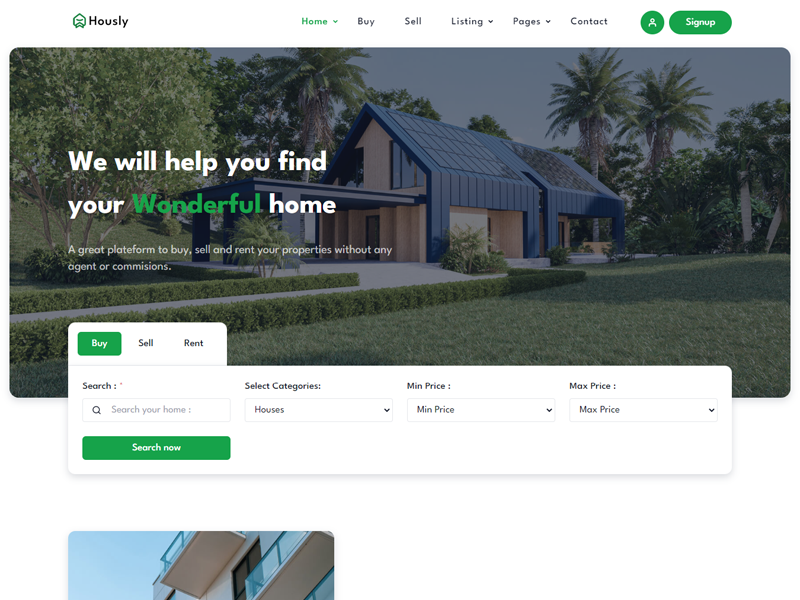 Hously
Home
Buy
Sell
Listing
Pages
Contact
Signup
We will help you find
your Wonderful home
A great plateform to buy, sell and rent your properties without any
agent or commisions.
Buy
Sell
Rent
Search : *
Select Categories:
Min Price :
Max Price :
Search your home :
Houses
Min Price
Max Price
Search now